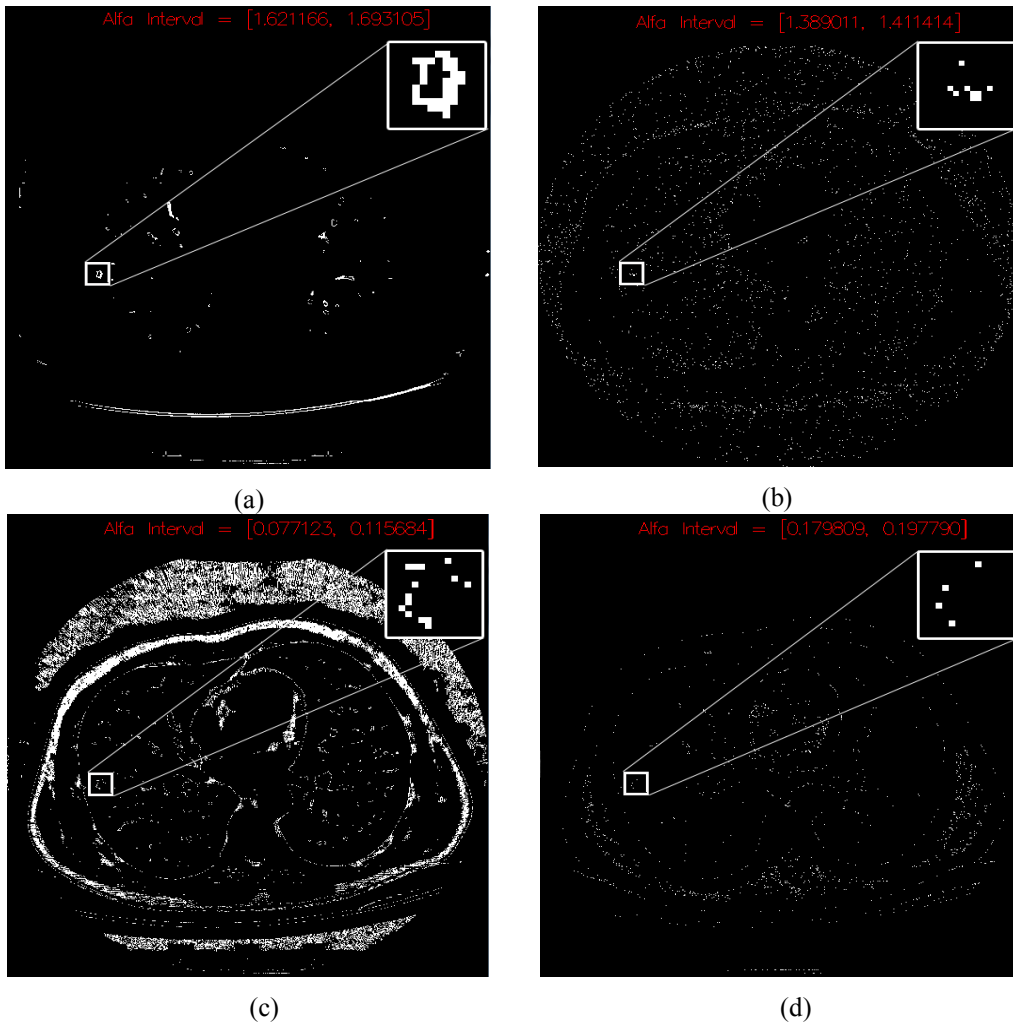 Alfa Interval = [1.621166, 1.693105]
Alfa Interval = [1.389011, 1.411414]
(a)
(b)
Alfa Interval = [0.077123, 0.115684]
Alfa Interval = [0.179809, 0.197790]
(c)
(d)